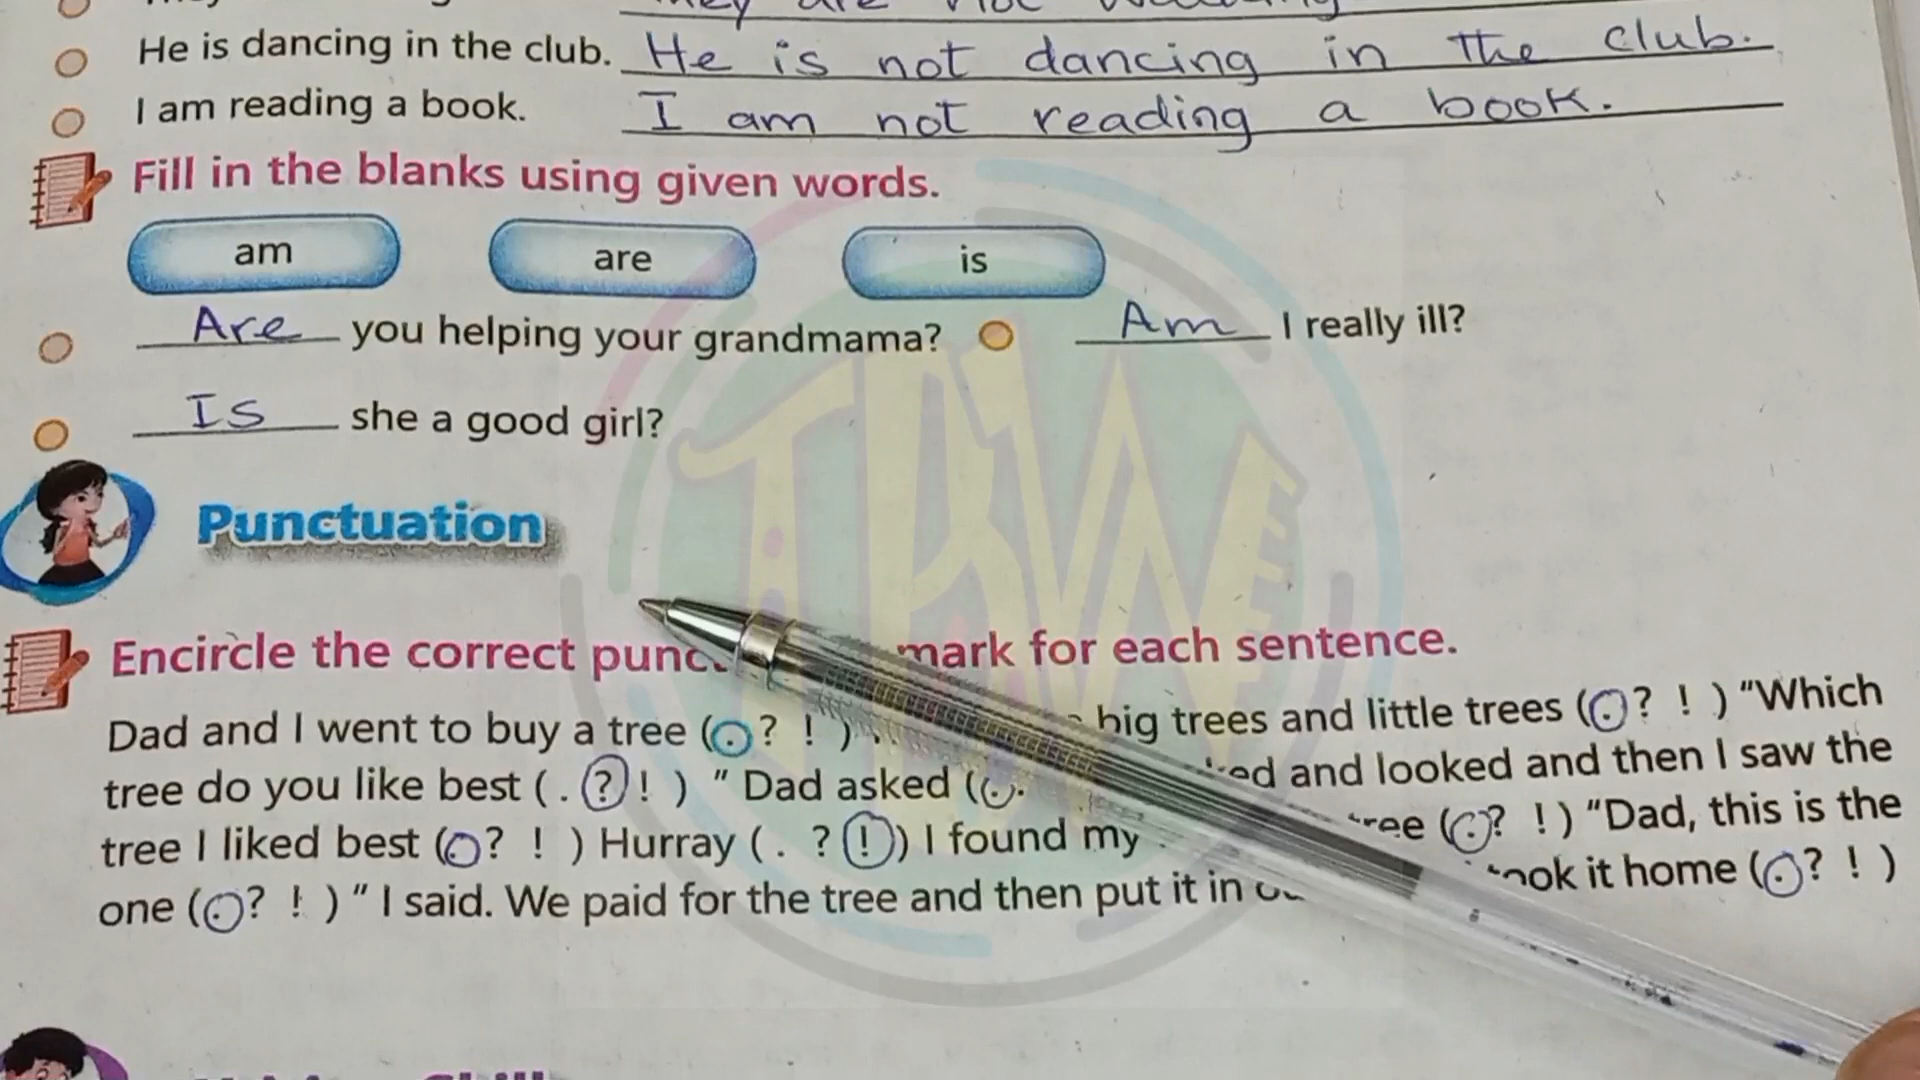 He is dancing in the club. He is not dancing in the club.
I am reading a book. I am not reading a book.
Fill in the blanks using given words.
am are is
Are you helping your grandmama? Am I really ill?
Is she a good girl?
Punctuation
Encircle the correct mark for each sentence.
Dad and I went to buy a tree (. ? ! ) big trees and little trees (. ? ! ) "Which
tree do you like best ( . ? ! ) " Dad asked (. and looked and then I saw the
tree I liked best (. ? ! ) Hurray ( . ? ! ) I found my (. ? ! ) "Dad, this is the
one (. ? ! ) " I said. We paid for the tree and then put it in it home (. ? ! )
TBW